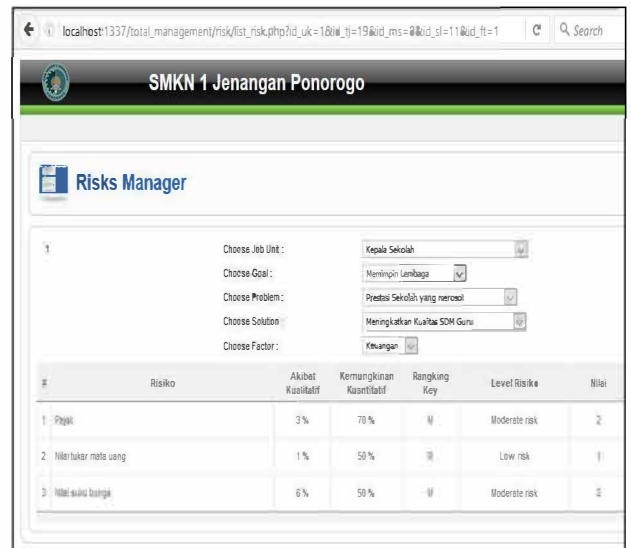 localhost:1337/total_management/risk/list_risk.php?id_uk=1&id_tj=19&id_ms=8&id_sl=11&id_ft=1 Search
SMKN 1 Jenangan Ponorogo
Risks Manager
Choose Job Unit : Kepala Sekolah
Choose Goal : Memimpin Lembaga
Choose Problem : Prestasi Sekolah yang merosot
Choose Solution : Meningkatkan Kualitas SDM Guru
Choose Factor : Keuangan
# Risiko Akibat Kualitatif Kemungkinan Kuantitatif Rangking Key Level Risiko Nilai
1 Pajak 3 % 70 % M Moderate risk 2
2 Nilai tukar mata uang 1 % 50 % Low risk 1
3 Nilai suku bunga 6 % 50 % M Moderate risk 2